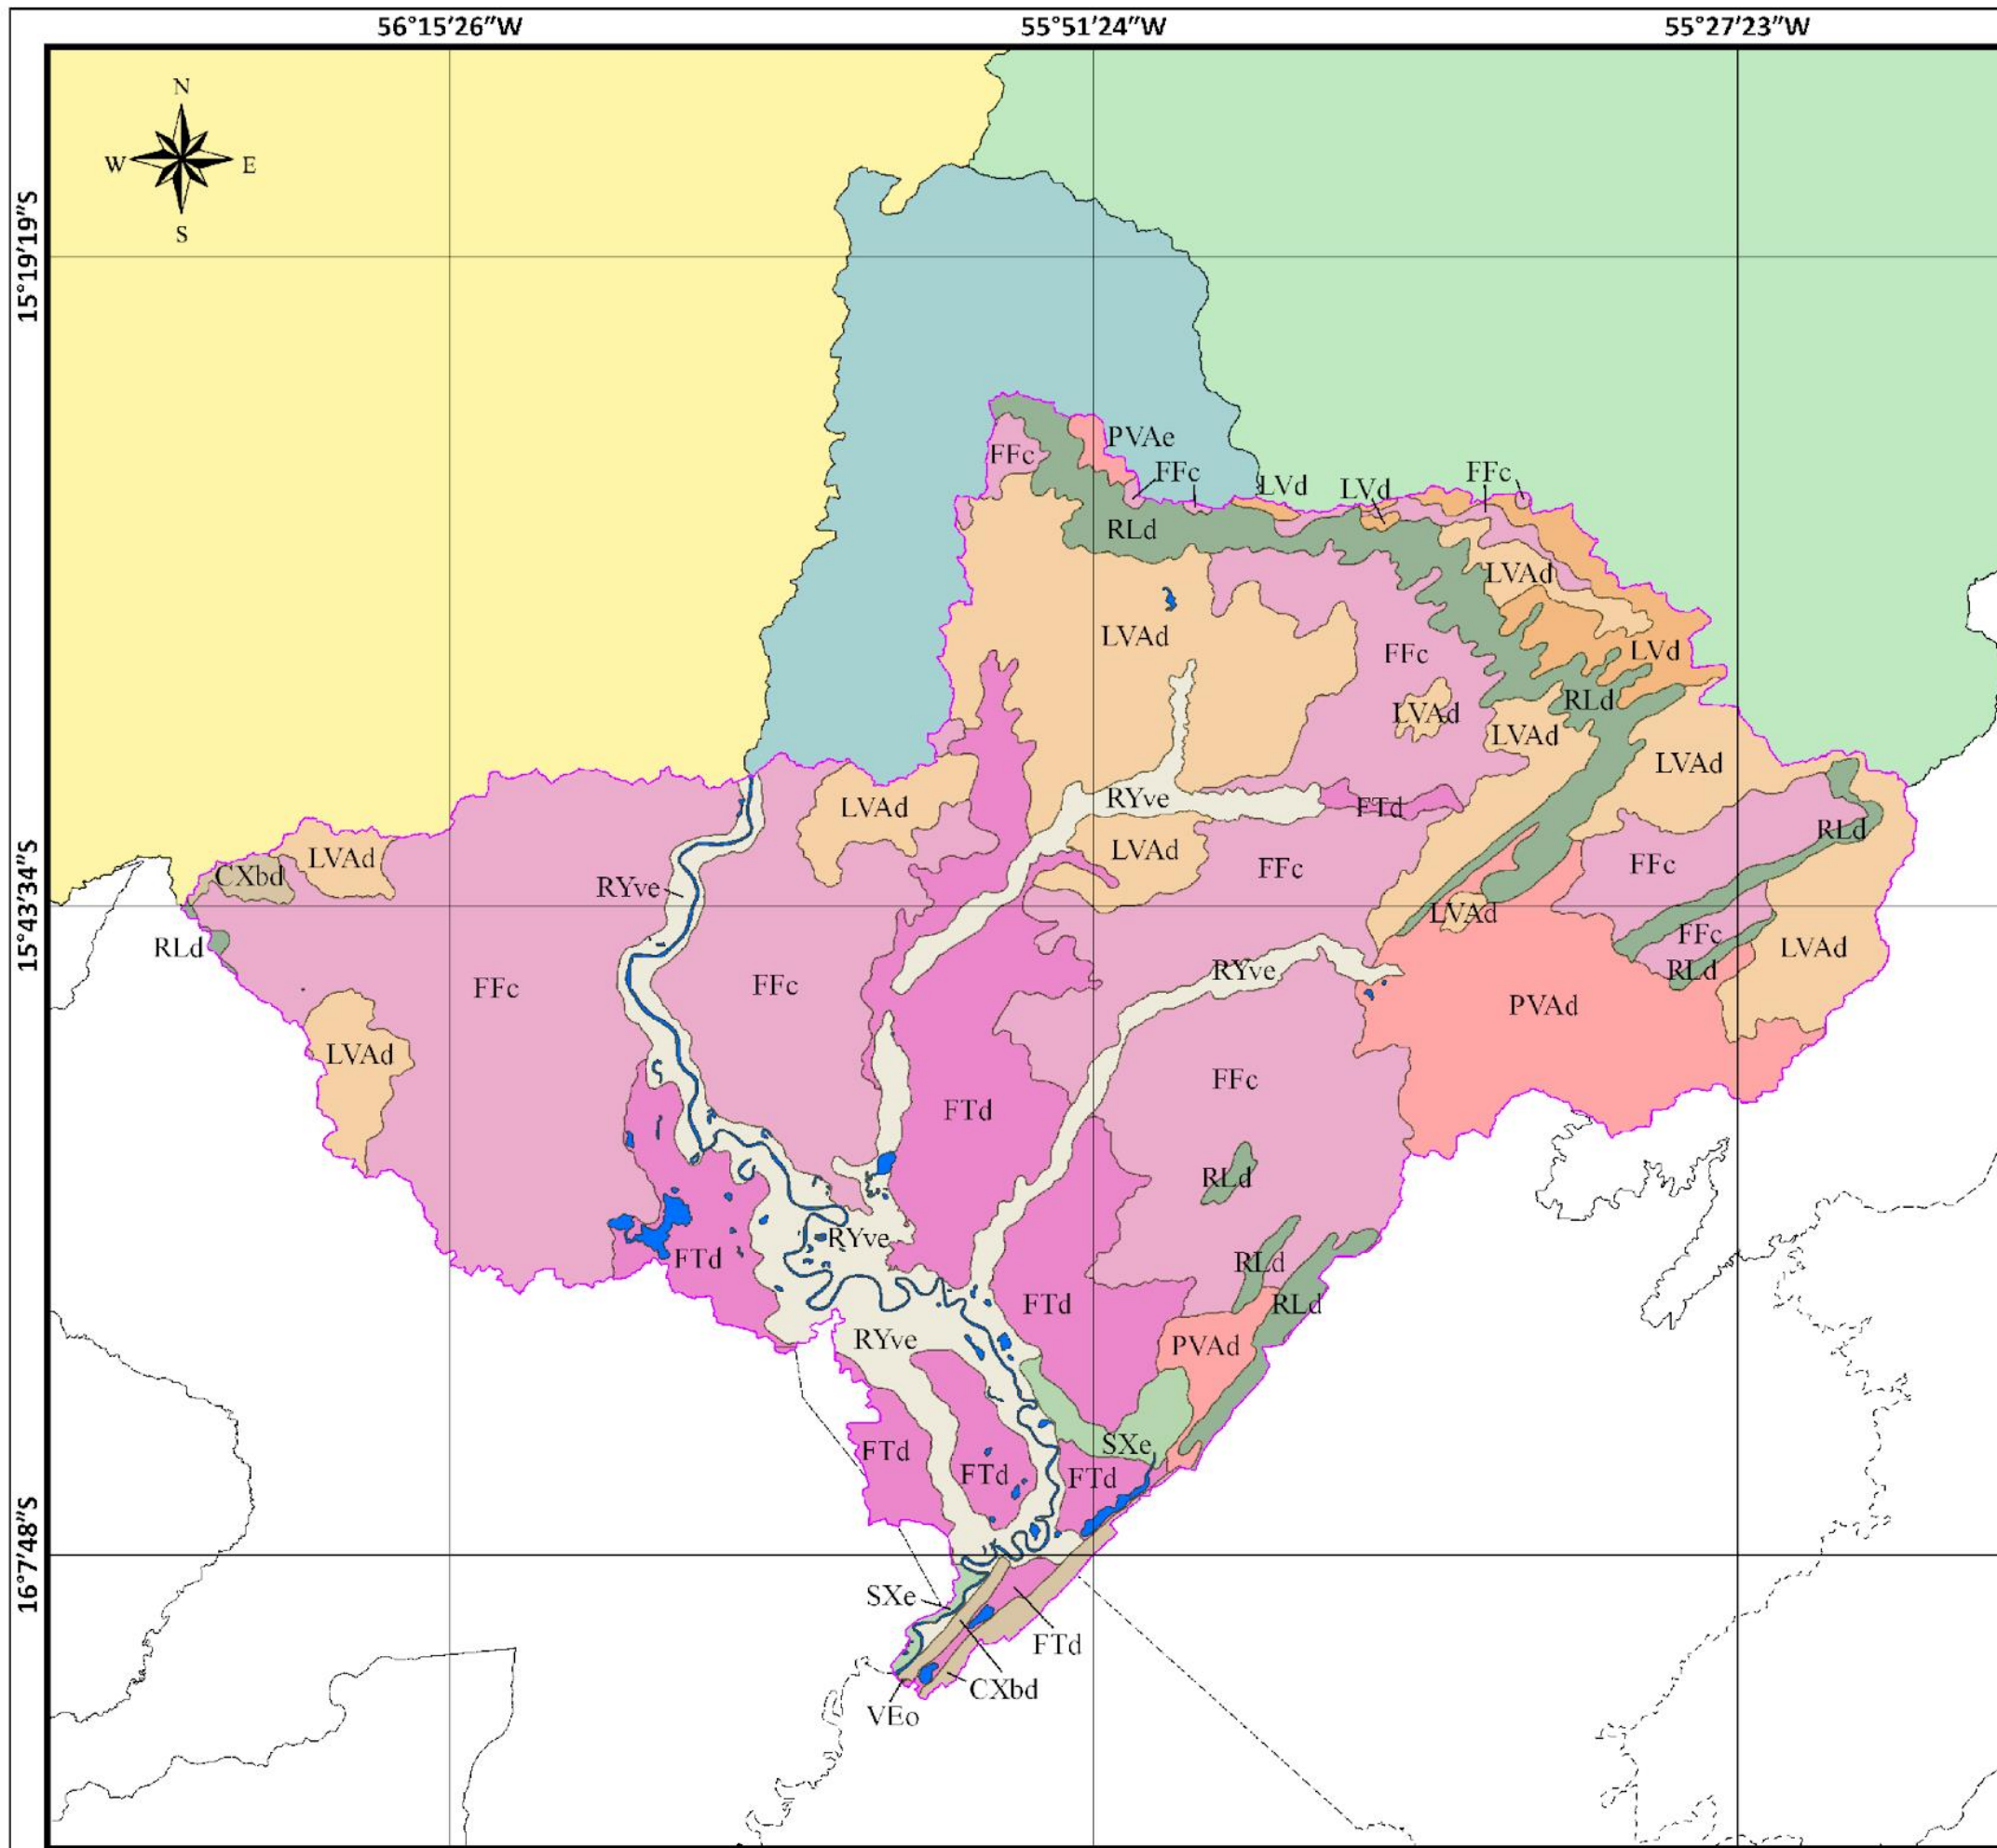 56°15'26"W
55°51'24"W
55°27'23"W
N
W
E
S
15°19'19"S
15°43'34"S
16°7'48"S
PVAe
FFc
FFc
FFc
LVd
LVd
RLd
LVAd
LVAd
FFc
LVd
RLd
LVAd
LVAd
LVAd
RYve
FTd
LVAd
RLd
LVAd
LVAd
CXbd
FFc
FFc
RYve
LVAd
FFc
LVAd
RLd
RYve
RLd
FFc
FFc
PVAd
LVAd
FFc
FTd
RLd
RYve
FTd
RLd
FTd
RLd
RYve
PVAd
SXe
FTd
FTd
FTd
SXe
FTd
CXbd
VEo